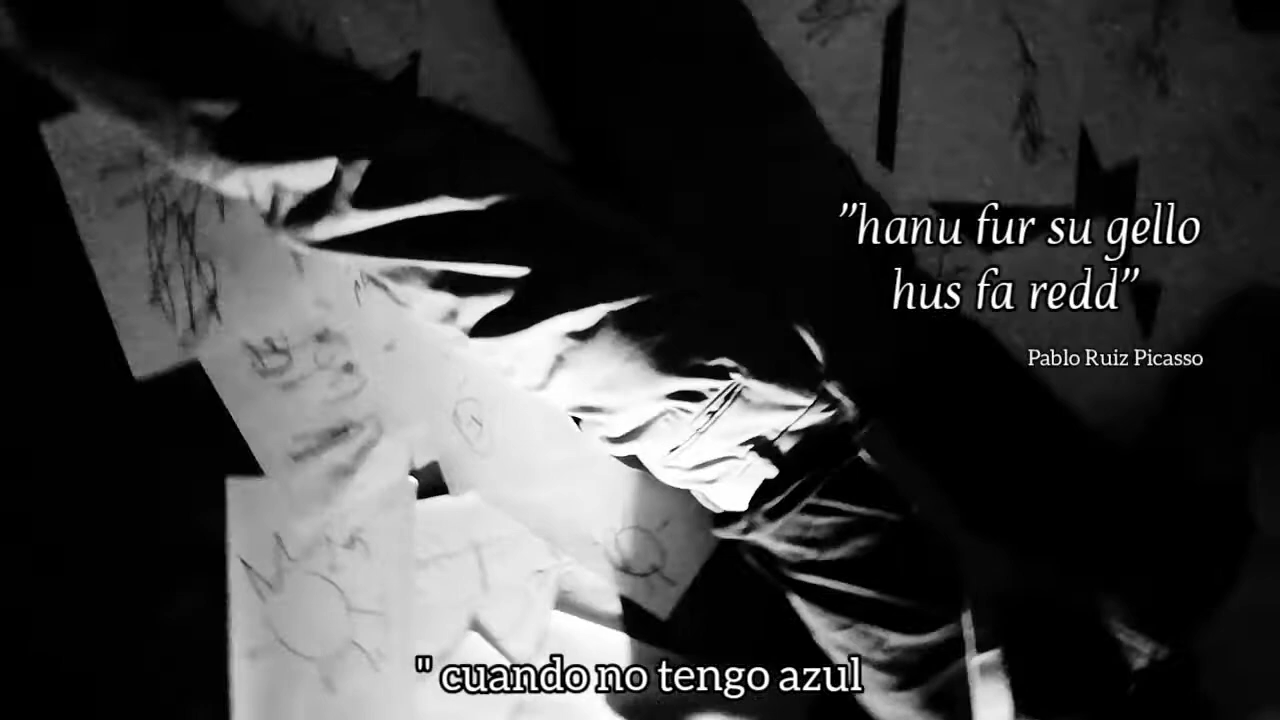 "hanu fur su gello
hus fa redd"
Pablo Ruiz Picasso
" cuando no tengo azul